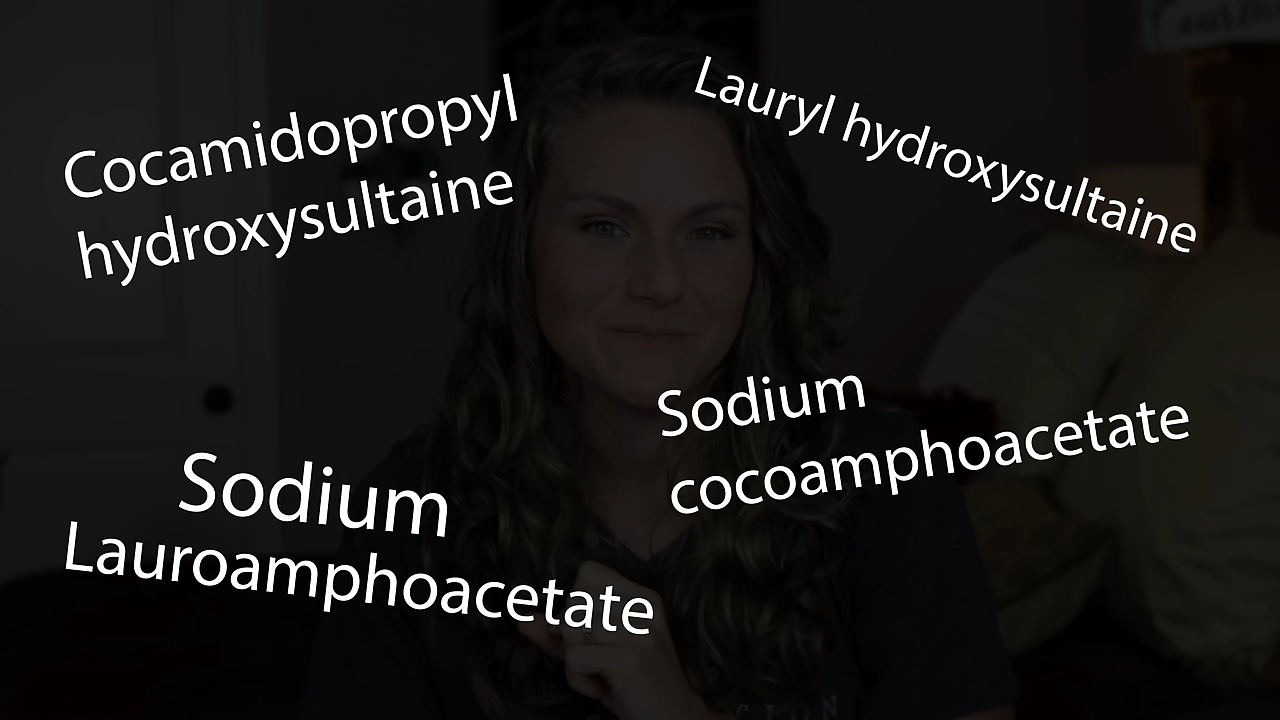 Cocamidopropyl
hydroxysultaine
Lauryl hydroxysultaine
Sodium
cocoamphoacetate
Sodium
Lauroamphoacetate